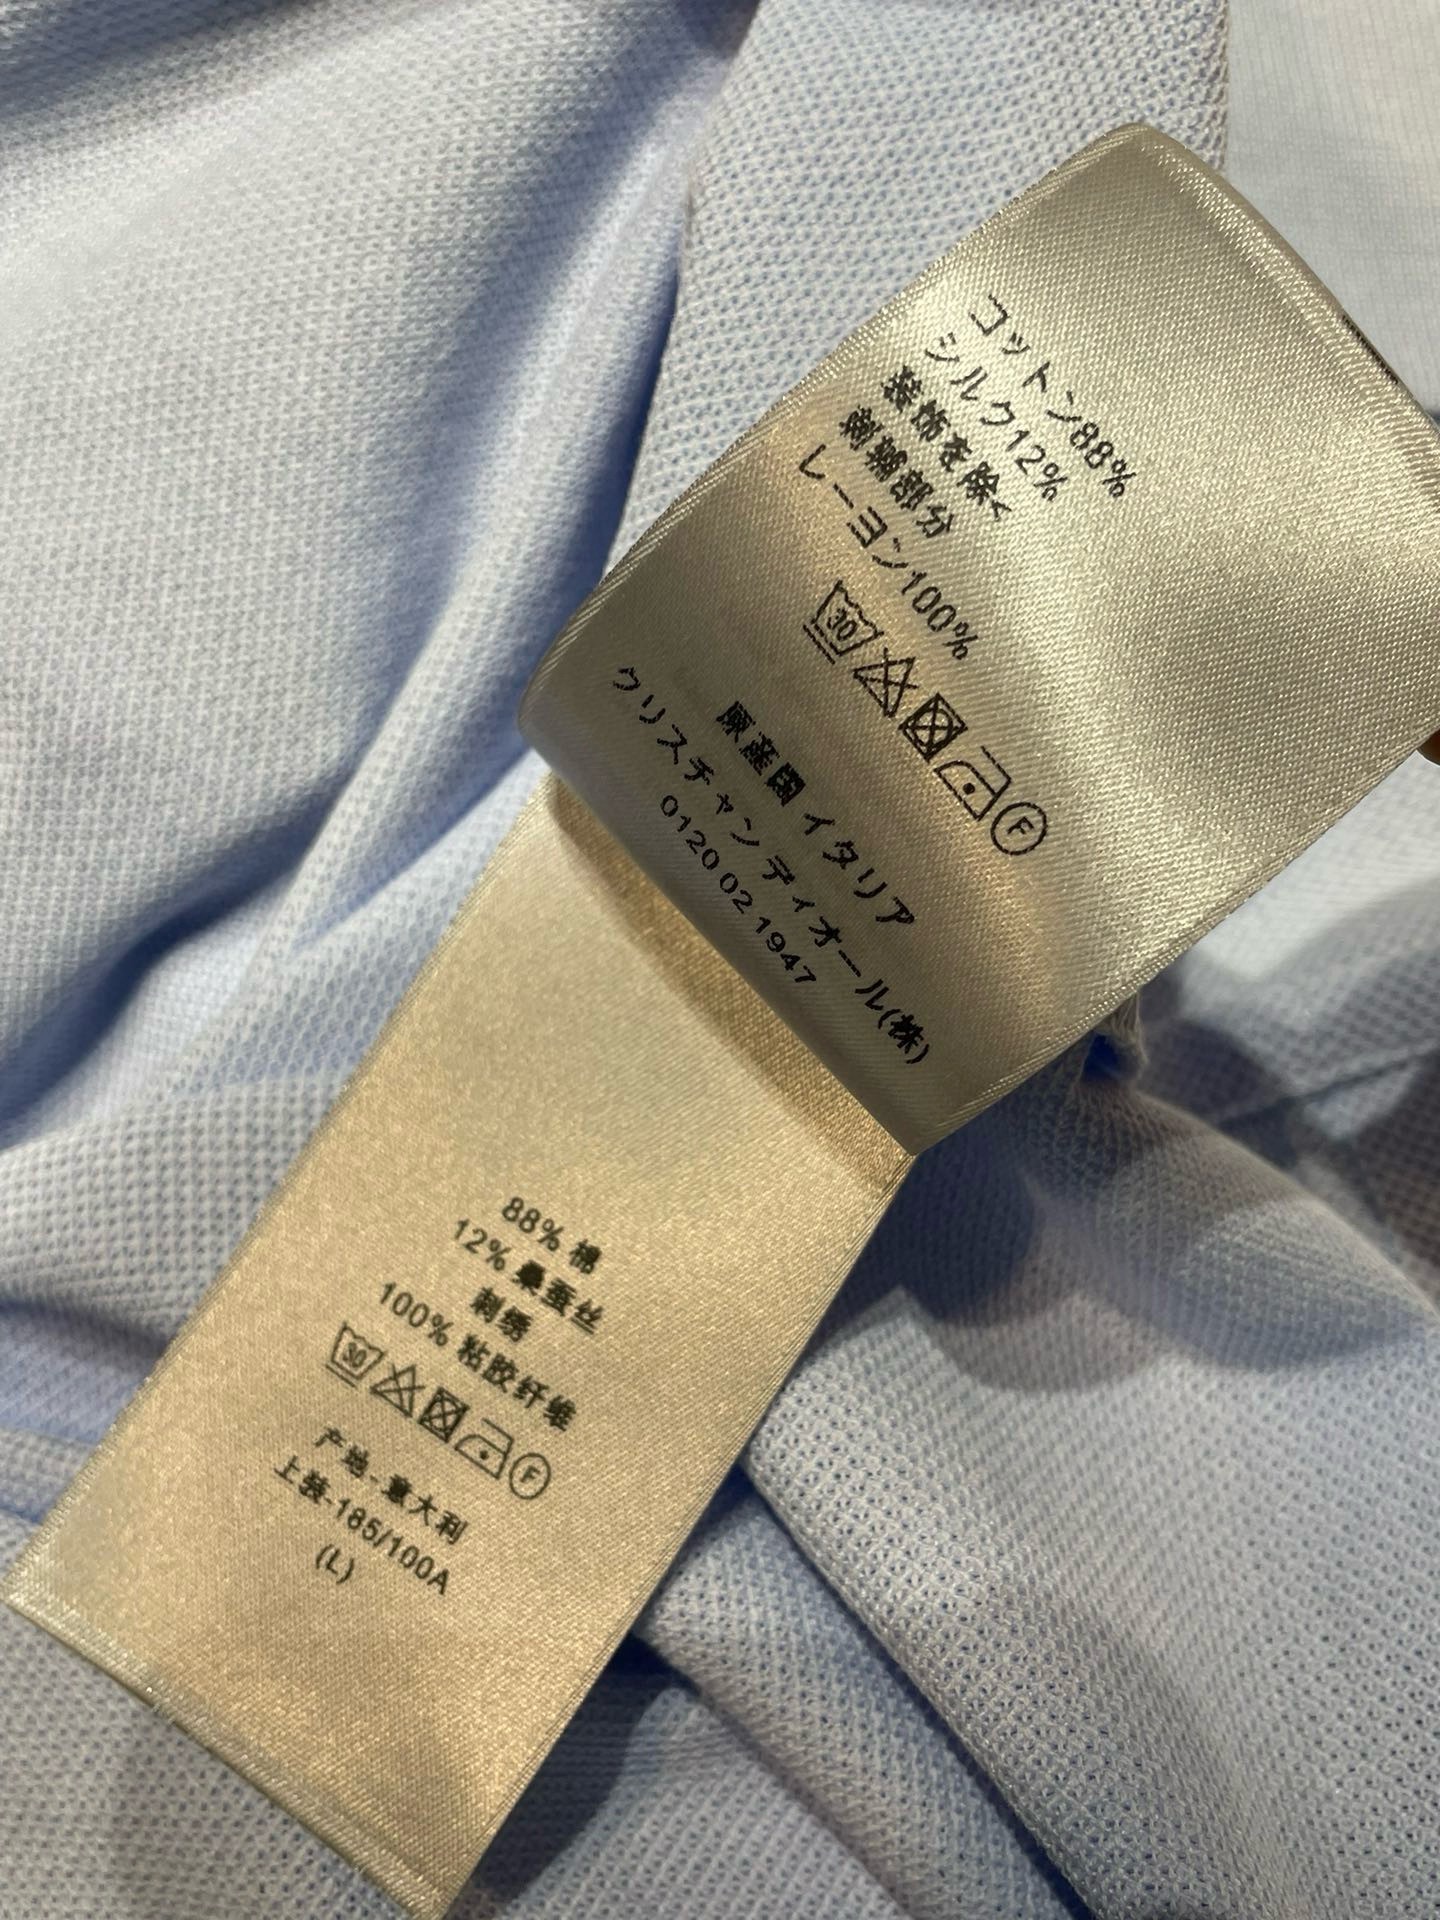 コットン88%
シルク12%
装飾を除く
刺繍部分
レーヨン100%
30
F
原産国 イタリア
クリスチャン ディオール(株)
0120 02 1947
88% 棉
12% 桑蚕丝
刺绣
100% 粘胶纤维
30
F
产地-意大利
上装-185/100A
(L)